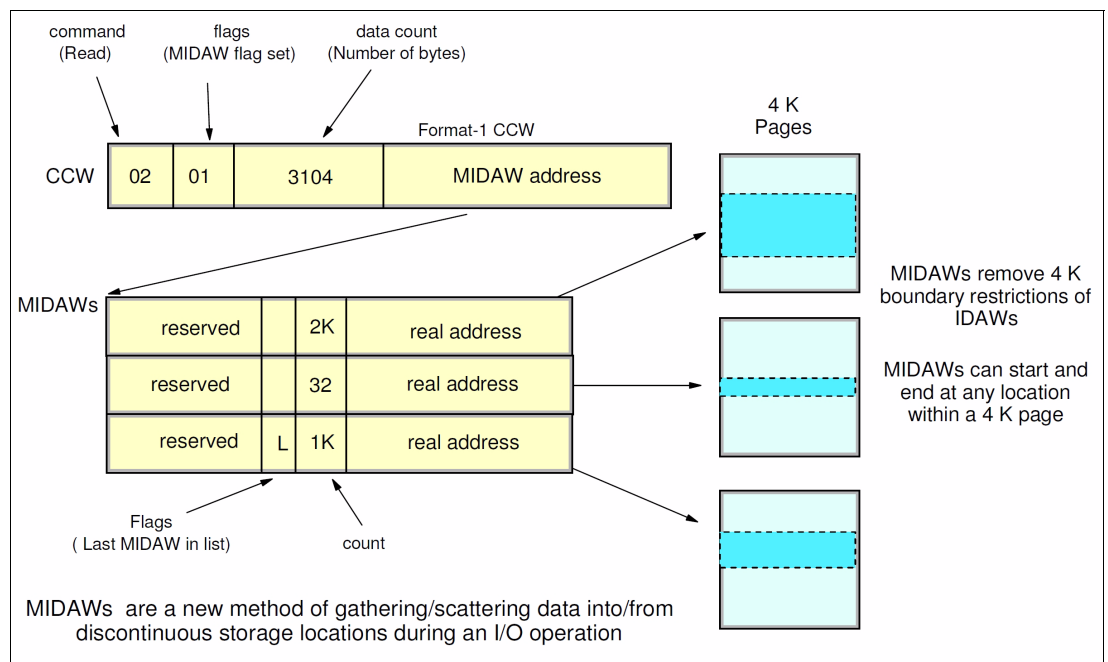 command
(Read)
flags
(MIDAW flag set)
data count
(Number of bytes)
Format-1 CCW
CCW
02
01
3104
MIDAW address
4 K
Pages
MIDAWs
reserved
2K
real address
reserved
32
real address
reserved
L
1K
real address
MIDAWs remove 4 K
boundary restrictions of
IDAWs
MIDAWs can start and
end at any location
within a 4 K page
Flags
( Last MIDAW in list)
count
MIDAWs are a new method of gathering/scattering data into/from
discontinuous storage locations during an I/O operation